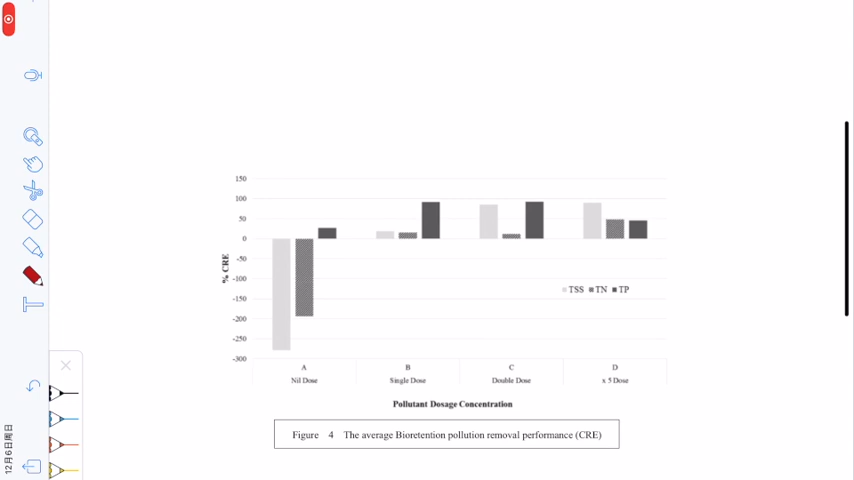 150
100
50
0
-50
-100
-150
-200
-250
-300
% CRE
TSS TN TP
A B C D
Nil Dose Single Dose Double Dose x 5 Dose
Pollutant Dosage Concentration
Figure 4 The average Bioretention pollution removal performance (CRE)
12月6日周日
T